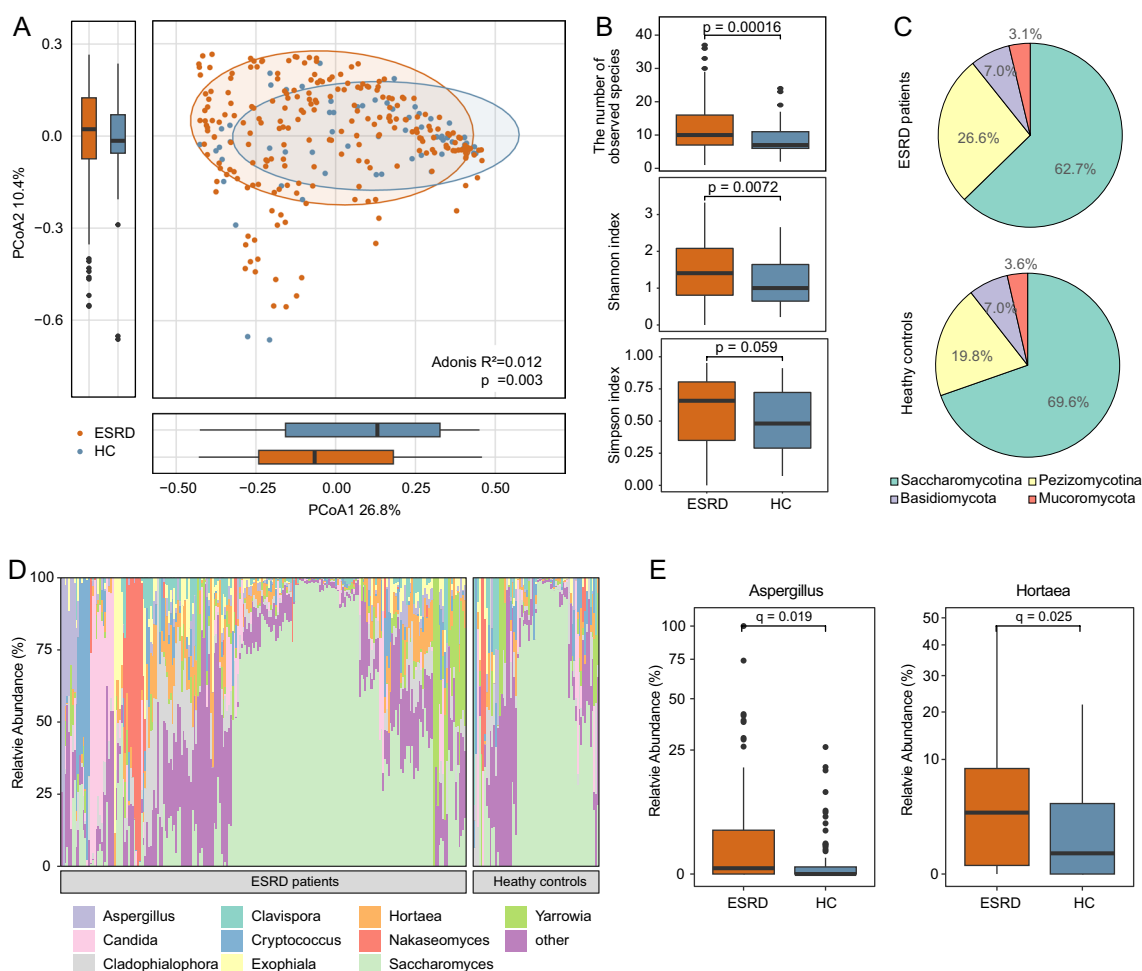 A
0.3
0.0
−0.3
−0.6
PCoA2 10.4%
Adonis R²=0.012
p =0.003
ESRD
HC
−0.50
−0.25
0.00
0.25
0.50
PCoA1 26.8%
B
p = 0.00016
40
30
20
10
0
The number of
observed species
p = 0.0072
3
2
1
0
Shannon index
p = 0.059
1.00
0.75
0.50
0.25
0.00
Simpson index
ESRD
HC
C
ESRD patients
3.1%
7.0%
26.6%
62.7%
Heathy controls
3.6%
7.0%
19.8%
69.6%
Saccharomycotina
Pezizomycotina
Basidiomycota
Mucoromycota
D
100
75
50
25
0
Relatvie Abundance (%)
ESRD patients
Heathy controls
Aspergillus
Clavispora
Hortaea
Yarrowia
Candida
Cryptococcus
Nakaseomyces
other
Cladophialophora
Exophiala
Saccharomyces
E
Aspergillus
q = 0.019
100
75
50
25
0
Relatvie Abundance (%)
ESRD
HC
Hortaea
q = 0.025
50
40
30
20
10
0
Relatvie Abundance (%)
ESRD
HC